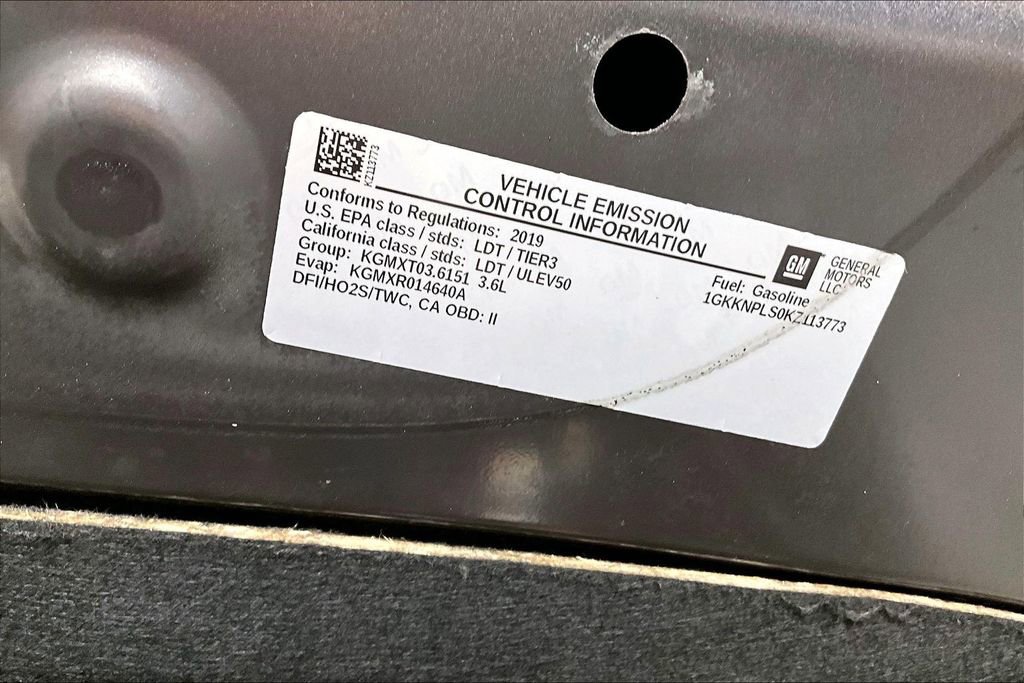 KZ113773
VEHICLE EMISSION
CONTROL INFORMATION
Conforms to Regulations: 2019
U.S. EPA class / stds: LDT / TIER3
California class / stds: LDT / ULEV50
Group: KGMXT03.6151 3.6L
Evap: KGMXR014640A
DFI/HO2S/TWC, CA OBD: II
GM
GENERAL
MOTORS
LLC
Fuel: Gasoline
1GKKNPLS0KZ113773